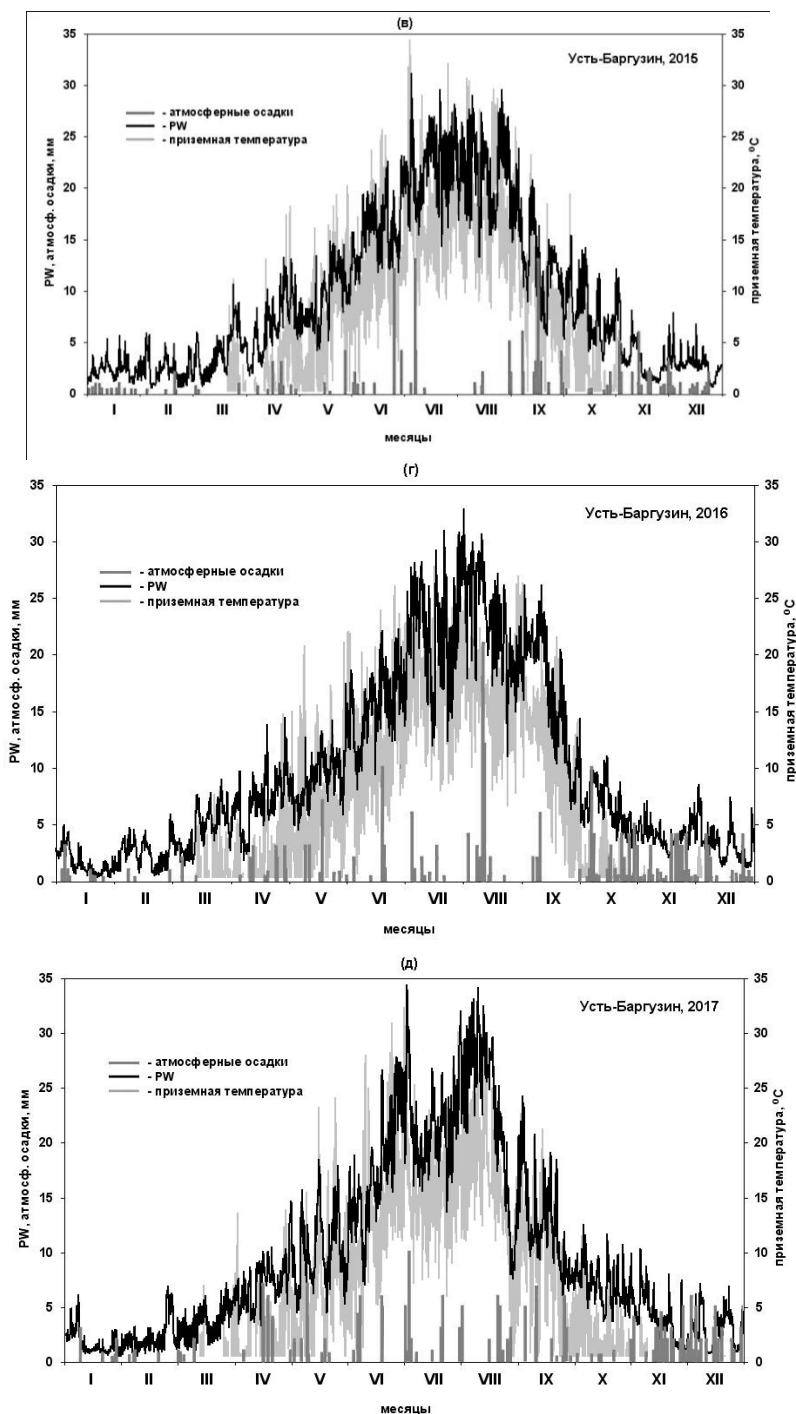 (в)
Усть-Баргузин, 2015
- атмосферные осадки
- PW
- приземная температура
PW, атмосф. осадки, мм
приземная температура, ºС
35
30
25
20
15
10
5
0
35
30
25
20
15
10
5
0
I II III IV V VI VII VIII IX X XI XII
месяцы
(г)
Усть-Баргузин, 2016
- атмосферные осадки
- PW
- приземная температура
PW, атмосф. осадки, мм
приземная температура, ºС
35
30
25
20
15
10
5
0
35
30
25
20
15
10
5
0
I II III IV V VI VII VIII IX X XI XII
месяцы
(д)
Усть-Баргузин, 2017
- атмосферные осадки
- PW
- приземная температура
PW, атмосф. осадки, мм
приземная температура, ºС
35
30
25
20
15
10
5
0
35
30
25
20
15
10
5
0
I II III IV V VI VII VIII IX X XI XII
месяцы